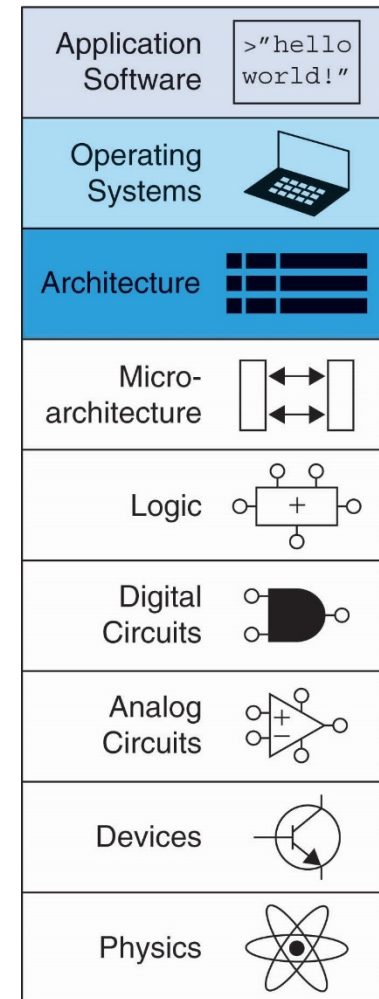 Application
Software
>"hello
world!"
Operating
Systems
Architecture
Micro-
architecture
Logic
+
Digital
Circuits
Analog
Circuits
+
−
Devices
Physics